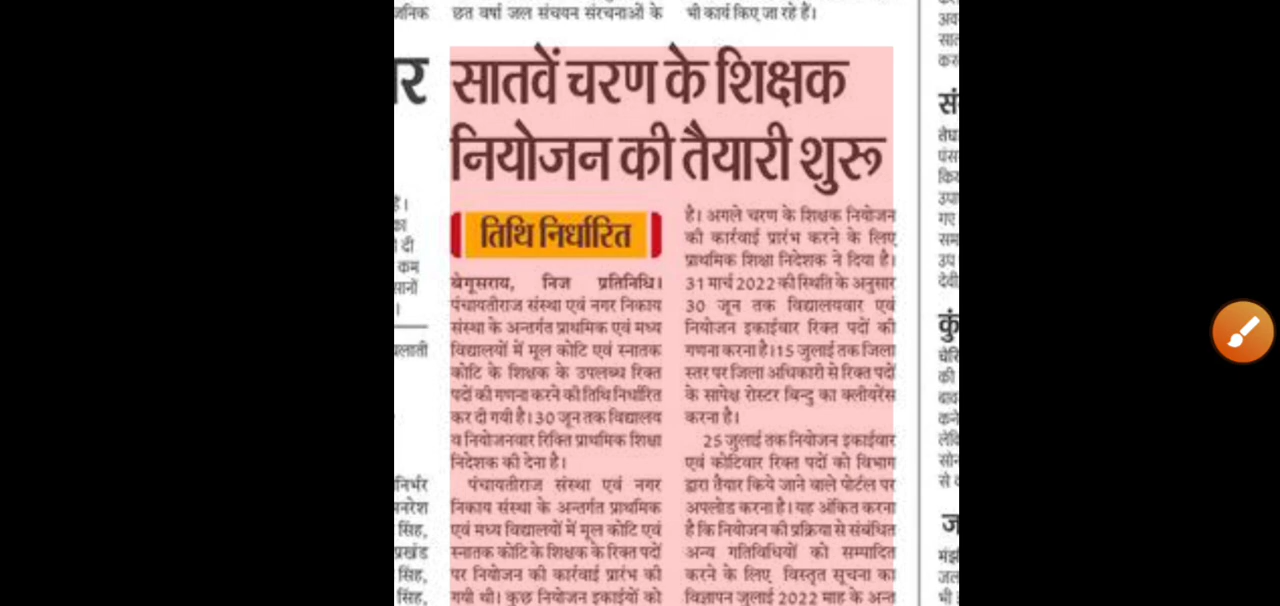 जनिक
छत वर्षा जल संचयन संरचनाओं के
भी कार्य किए जा रहे हैं।
सातवें चरण के शिक्षक
नियोजन की तैयारी शुरू
तिथि निर्धारित
बेगूसराय, निज प्रतिनिधि।
पंचायतीराज संस्था एवं नगर निकाय
संस्था के अन्तर्गत प्राथमिक एवं मध्य
विद्यालयों में मूल कोटि एवं स्नातक
कोटि के शिक्षक के उपलब्ध रिक्त
पदों की गणना करने की तिथि निर्धारित
कर दी गयी है। 30 जून तक विद्यालय
व नियोजनवार रिक्ति प्राथमिक शिक्षा
निदेशक की देना है।
पंचायतीराज संस्था एवं नगर
निकाय संस्था के अन्तर्गत प्राथमिक
एवं मध्य विद्यालयों में मूल कोटि एवं
स्नातक कोटि के शिक्षक के रिक्त पदों
पर नियोजन की कार्रवाई प्रारंभ की
गयी थी। कुछ नियोजन इकाईयों को
है। अगले चरण के शिक्षक नियोजन
की कार्रवाई प्रारंभ करने के लिए
प्राथमिक शिक्षा निदेशक ने दिया है।
31 मार्च 2022 की स्थिति के अनुसार
30 जून तक विद्यालयवार एवं
नियोजन इकाईवार रिक्त पदों की
गणना करना है। 15 जुलाई तक जिला
स्तर पर जिला अधिकारी से रिक्त पदों
के सापेक्ष रोस्टर बिन्दु का क्लीयरेंस
करना है।
25 जुलाई तक नियोजन इकाईवार
एवं कोटिवार रिक्त पदों को विभाग
द्वारा तैयार किये जाने वाले पोर्टल पर
अपलोड करना है। यह अंकित करना
है कि नियोजन की प्रक्रिया से संबंधित
अन्य गतिविधियों को सम्पादित
करने के लिए विस्तृत सूचना का
विज्ञापन जुलाई 2022 माह के अन्त